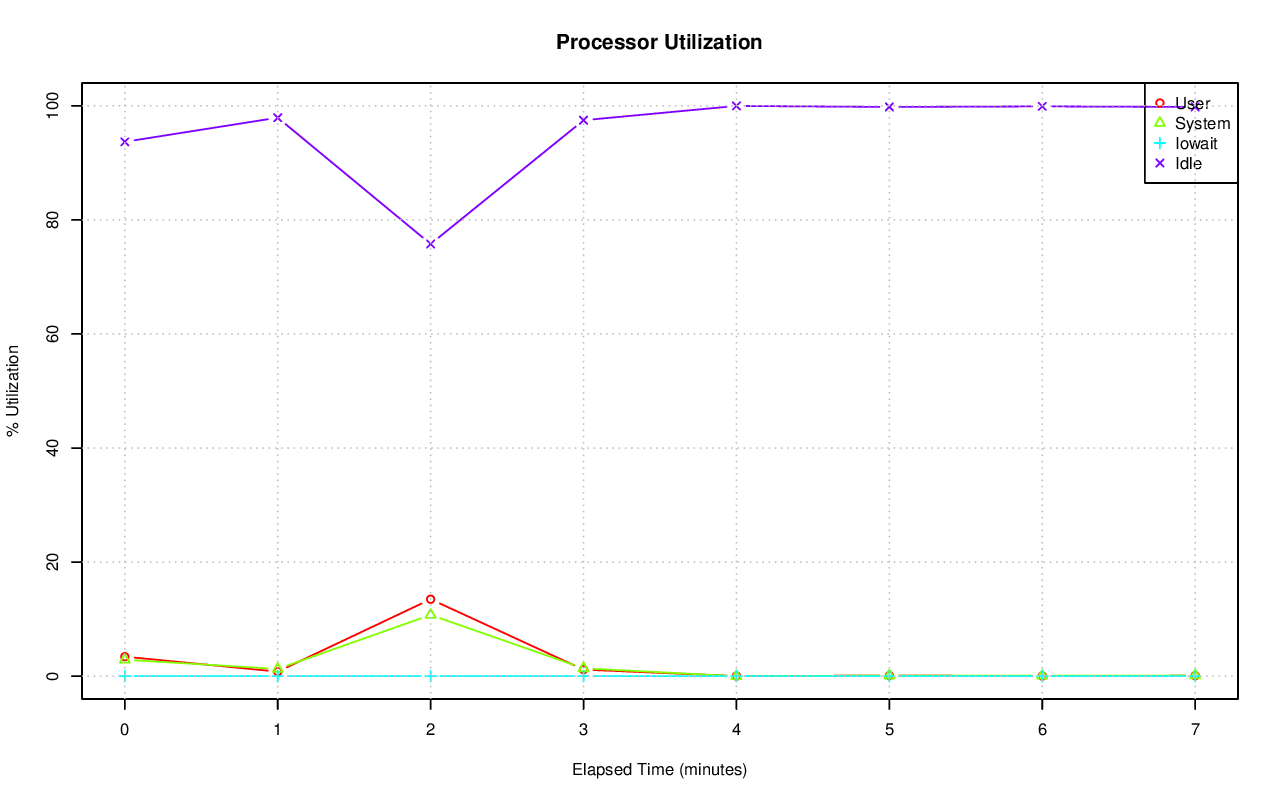 Processor Utilization
% Utilization
100
80
60
40
20
0
User
System
Iowait
Idle
0 1 2 3 4 5 6 7
Elapsed Time (minutes)